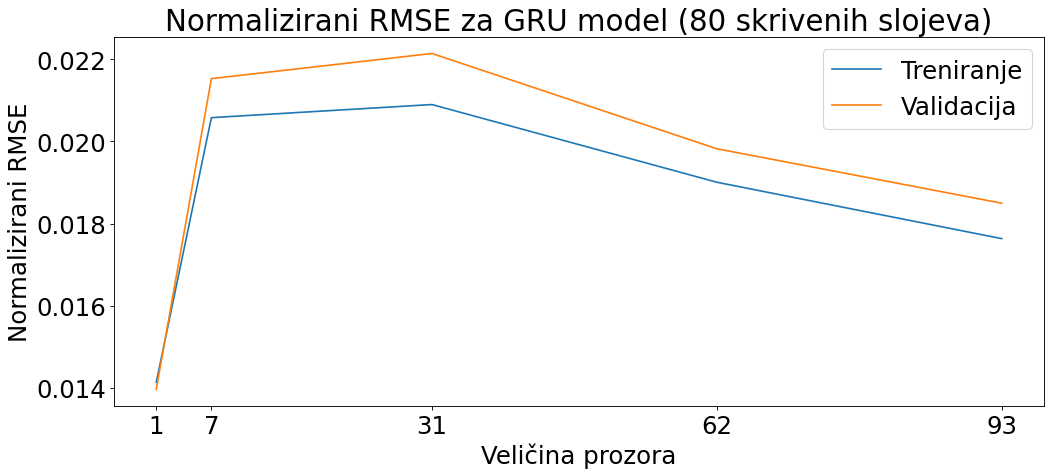 Normalizirani RMSE za GRU model (80 skrivenih slojeva)
Treniranje
Validacija
Normalizirani RMSE
0.022
0.020
0.018
0.016
0.014
1 7 31 62 93
Veličina prozora